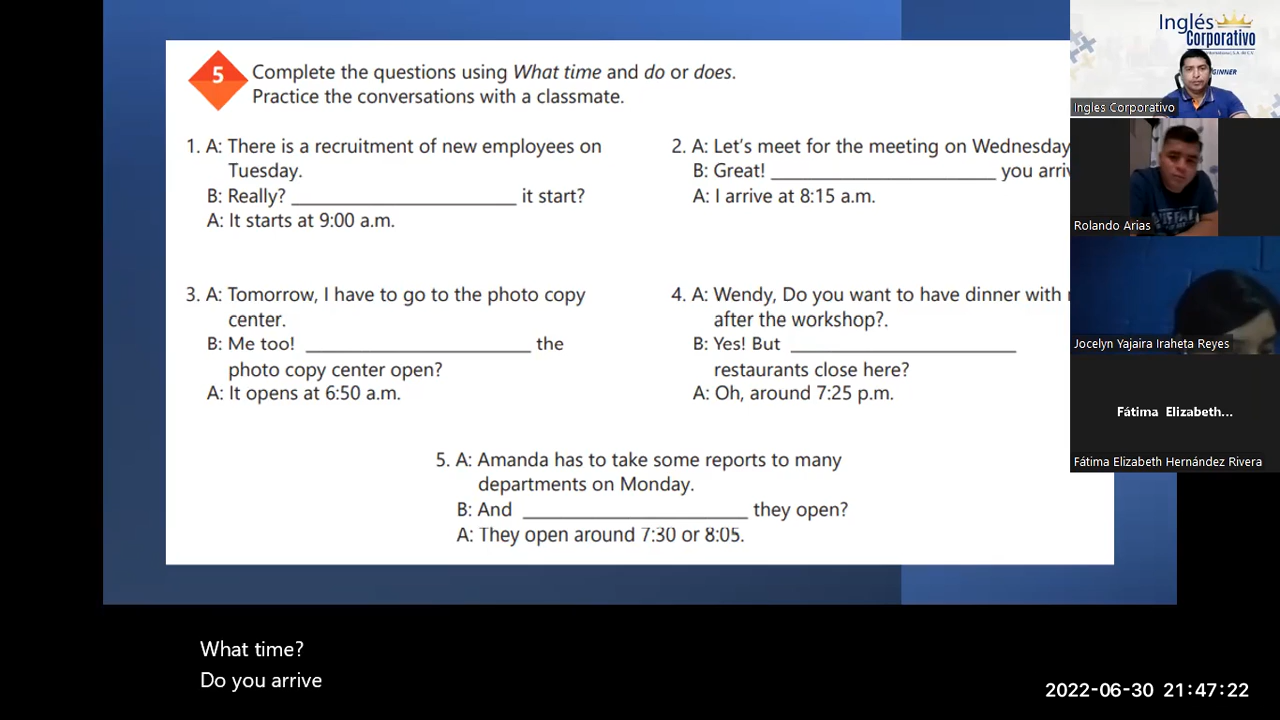 5
Complete the questions using What time and do or does.
Practice the conversations with a classmate.
1. A: There is a recruitment of new employees on
Tuesday.
B: Really? ______________________ it start?
A: It starts at 9:00 a.m.
2. A: Let's meet for the meeting on Wednesday
B: Great! ______________________ you arriv
A: I arrive at 8:15 a.m.
3. A: Tomorrow, I have to go to the photo copy
center.
B: Me too! ______________________ the
photo copy center open?
A: It opens at 6:50 a.m.
4. A: Wendy, Do you want to have dinner with
after the workshop?.
B: Yes! But ______________________
restaurants close here?
A: Oh, around 7:25 p.m.
5. A: Amanda has to take some reports to many
departments on Monday.
B: And ______________________ they open?
A: They open around 7:30 or 8:05.
Inglés
Corporativo
Ingles Corporativo
Rolando Arias
Jocelyn Yajaira Iraheta Reyes
Fátima Elizabeth...
Fátima Elizabeth Hernández Rivera
What time?
Do you arrive
2022-06-30 21:47:22